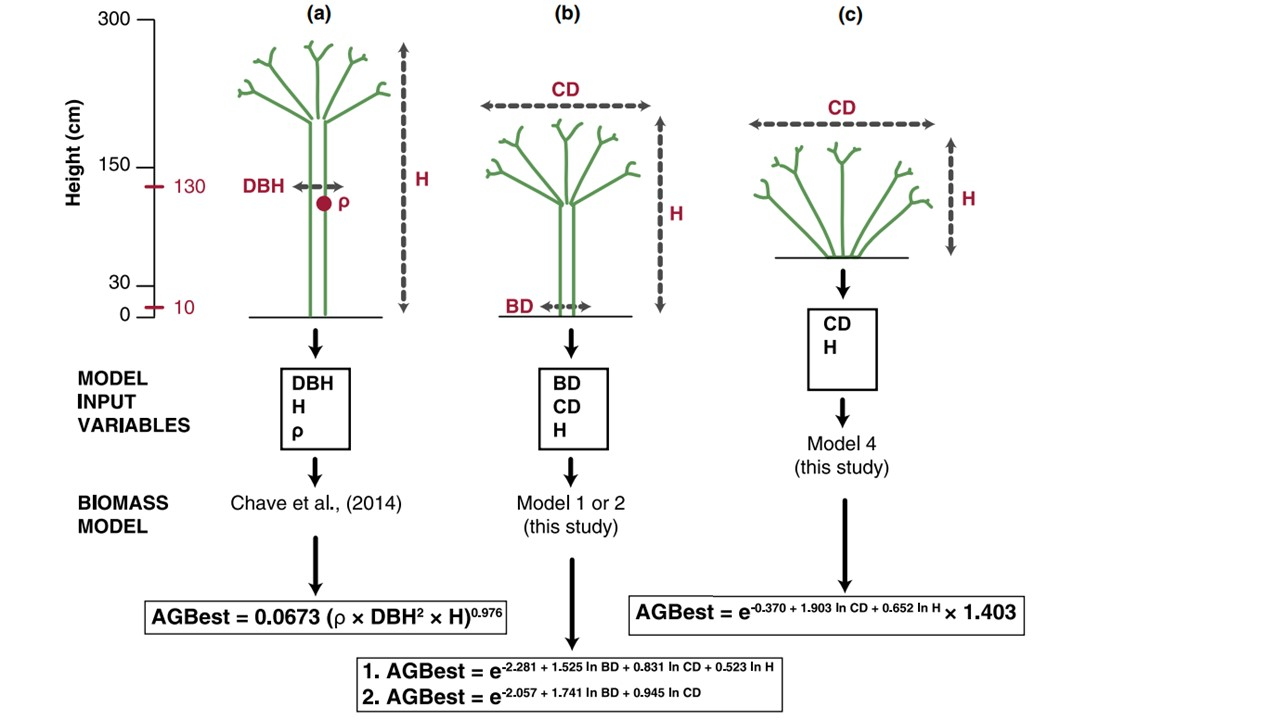 (a)
(b)
(c)
Height (cm)
300
150
130
30
10
0
DBH
ρ
H
CD
H
BD
CD
H
MODEL
INPUT
VARIABLES
DBH
H
ρ
BD
CD
H
CD
H
BIOMASS
MODEL
Chave et al., (2014)
Model 1 or 2
(this study)
Model 4
(this study)
AGBest = 0.0673 (ρ × DBH² × H)^0.976
1. AGBest = e^-2.281 + 1.525 ln BD + 0.831 ln CD + 0.523 ln H
2. AGBest = e^-2.057 + 1.741 ln BD + 0.945 ln CD
AGBest = e^-0.370 + 1.903 ln CD + 0.652 ln H × 1.403